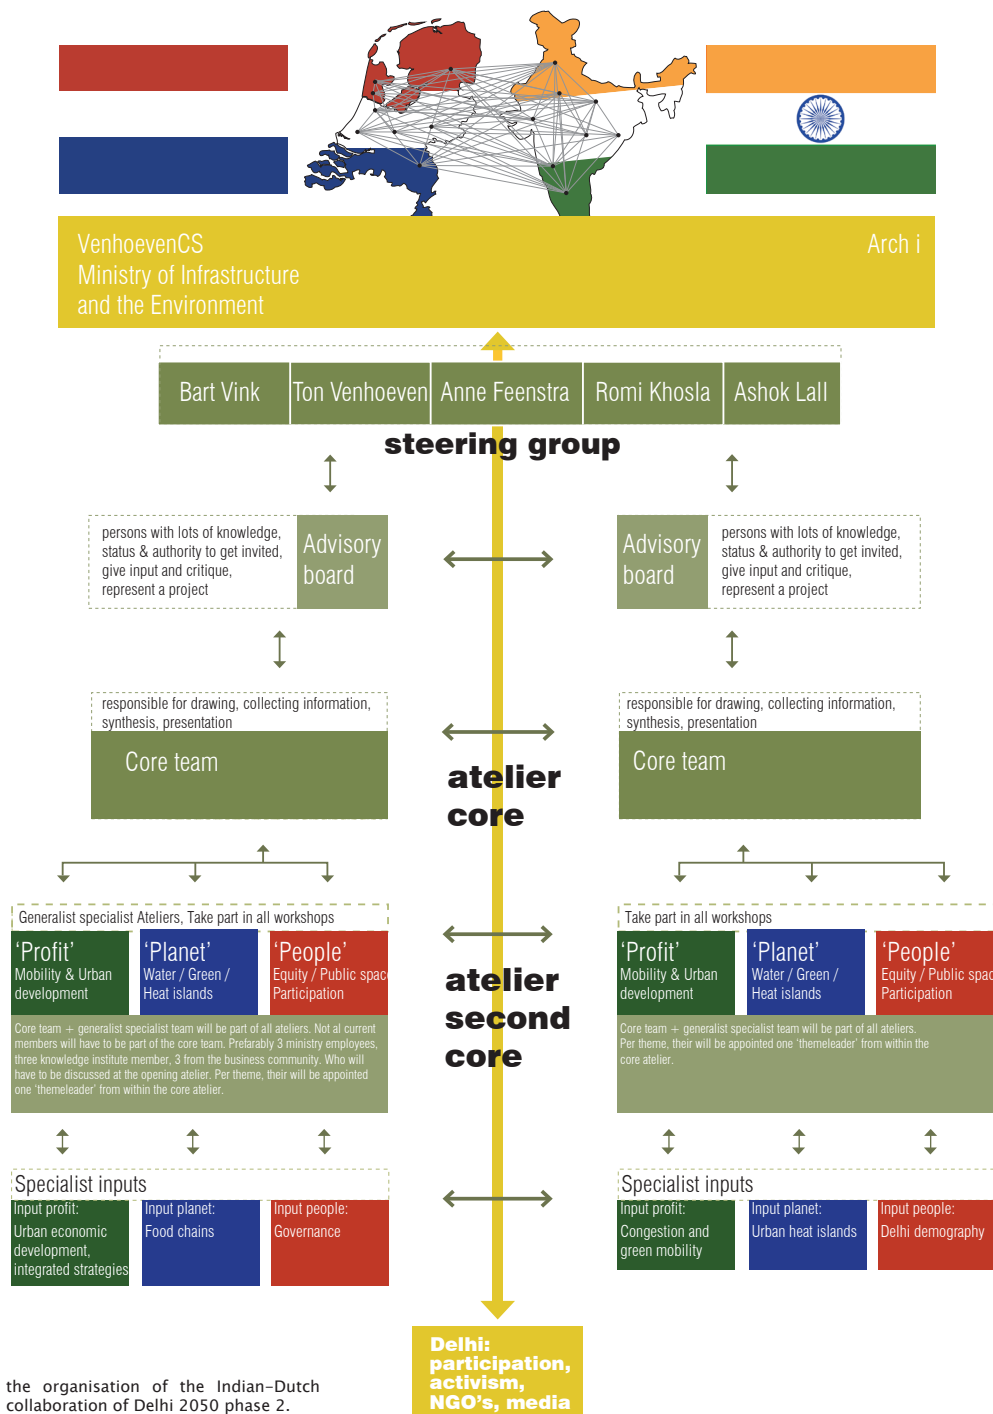 VenhoevenCS
Ministry of Infrastructure
and the Environment
Arch i
Bart Vink
Ton Venhoeven
Anne Feenstra
Romi Khosla
Ashok Lall
steering group
persons with lots of knowledge,
status & authority to get invited,
give input and critique,
represent a project
Advisory
board
Advisory
board
persons with lots of knowledge,
status & authority to get invited,
give input and critique,
represent a project
responsible for drawing, collecting information,
synthesis, presentation
Core team
responsible for drawing, collecting information,
synthesis, presentation
Core team
atelier
core
Generalist specialist Ateliers, Take part in all workshops
‘Profit’
Mobility & Urban
development
‘Planet’
Water / Green /
Heat islands
‘People’
Equity / Public space
Participation
Core team + generalist specialist team will be part of all ateliers. Not al current
members will have to be part of the core team. Prefarably 3 ministry employees,
three knowledge institute member, 3 from the business community. Who will
have to be discussed at the opening atelier. Per theme, their will be appointed
one ‘themeleader’ from within the core atelier.
atelier
second
core
Take part in all workshops
‘Profit’
Mobility & Urban
development
‘Planet’
Water / Green /
Heat islands
‘People’
Equity / Public spac
Participation
Core team + generalist specialist team will be part of all ateliers.
Per theme, their will be appointed one ‘themeleader’ from within the
core atelier.
Specialist inputs
Input profit:
Urban economic
development,
integrated strategies
Input planet:
Food chains
Input people:
Governance
Specialist inputs
Input profit:
Congestion and
green mobility
Input planet:
Urban heat islands
Input people:
Delhi demography
Delhi:
participation,
activism,
NGO's, media
the organisation of the Indian-Dutch
collaboration of Delhi 2050 phase 2.